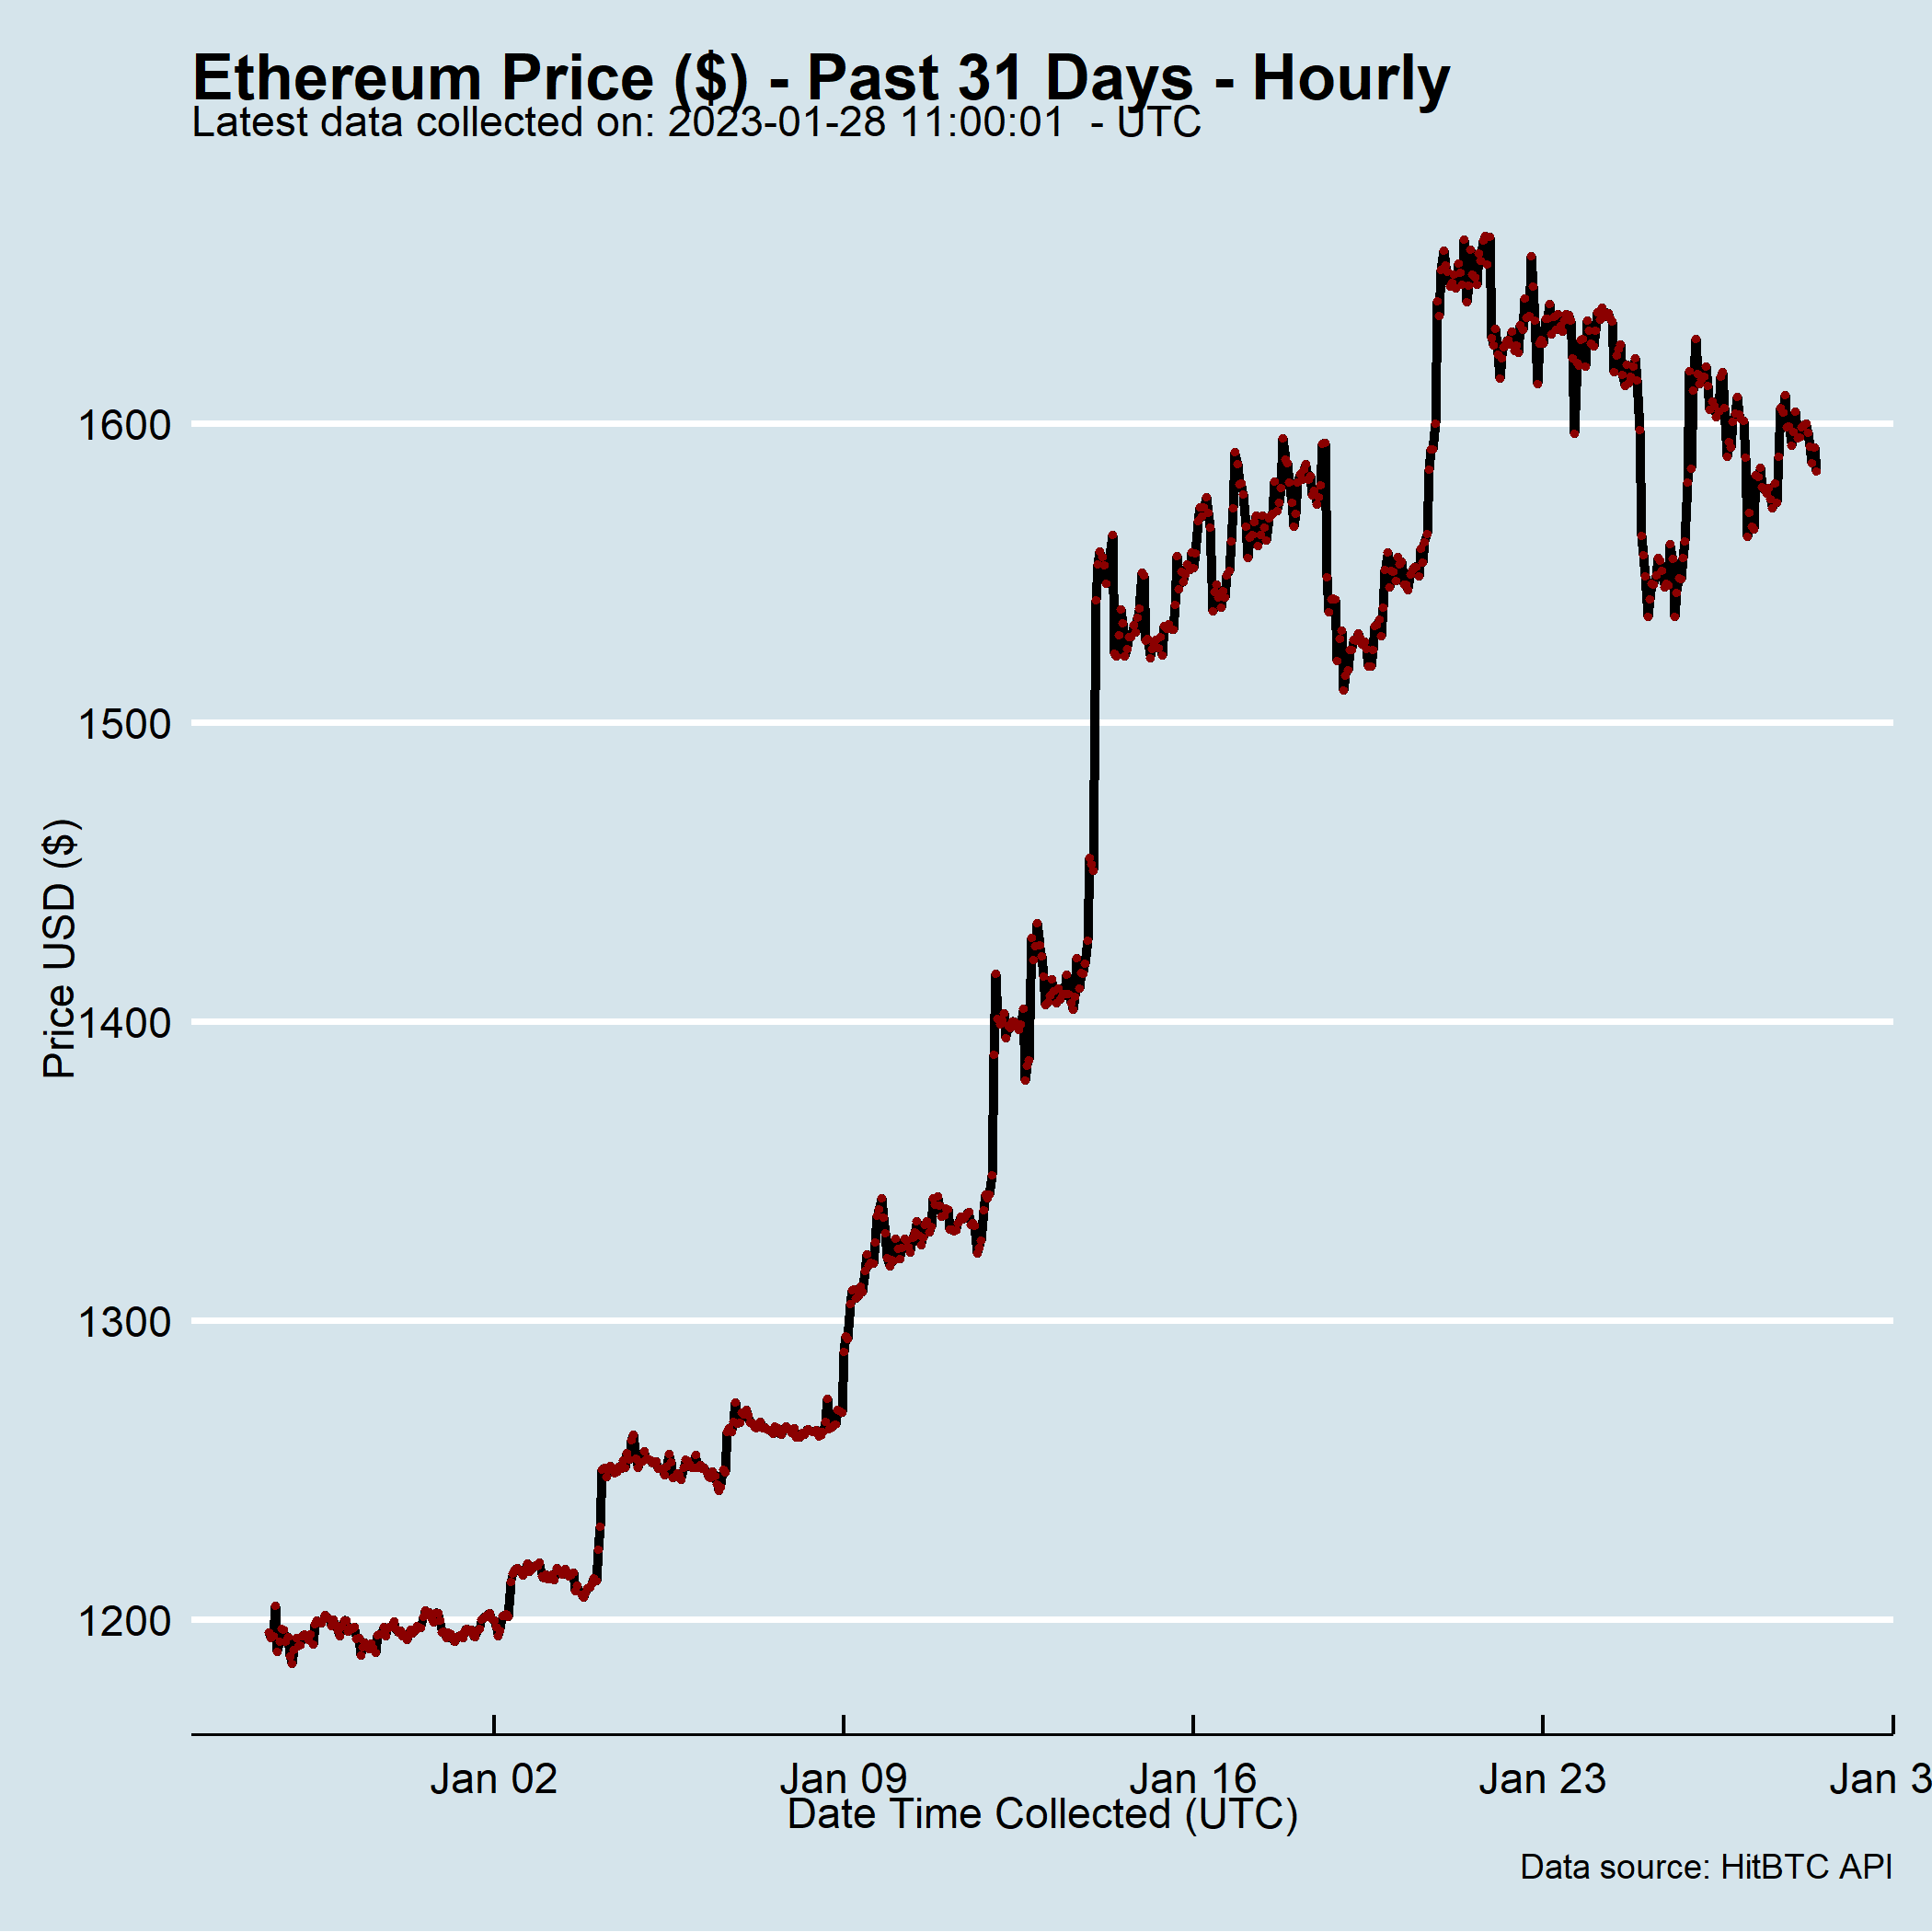 Ethereum Price ($) - Past 31 Days - Hourly
Latest data collected on: 2023-01-28 11:00:01  - UTC
Price USD ($)
1600
1500
1400
1300
1200
Jan 02
Jan 09
Jan 16
Jan 23
Jan 3
Date Time Collected (UTC)
Data source: HitBTC API